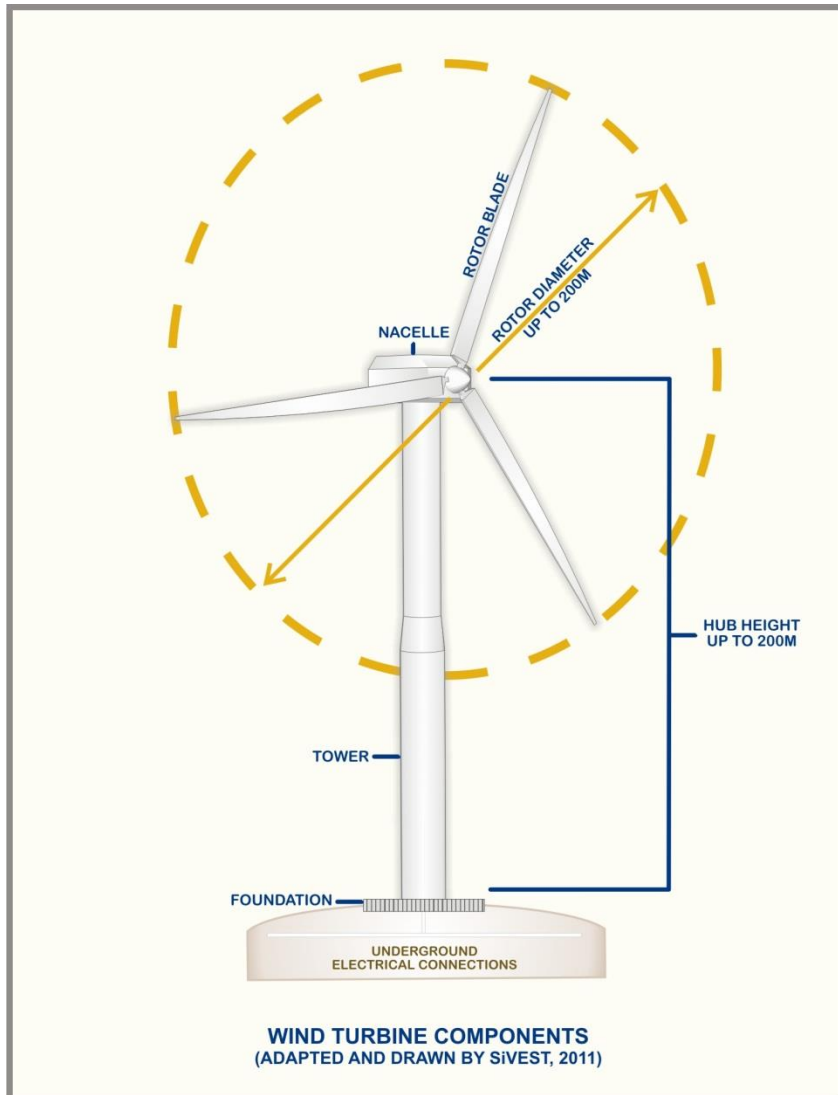 ROTOR BLADE
ROTOR DIAMETER
UP TO 200M
NACELLE
HUB HEIGHT
UP TO 200M
TOWER
FOUNDATION
UNDERGROUND
ELECTRICAL CONNECTIONS
WIND TURBINE COMPONENTS
(ADAPTED AND DRAWN BY SiVEST, 2011)